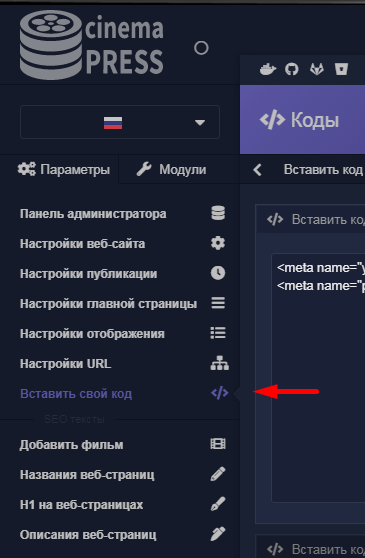 cinema
PRESS
</> Коды
Параметры
Модули
Вставить код
Панель администратора
Настройки веб-сайта
</> Вставить код
Настройки публикации
<meta name="y
<meta name="p
Настройки главной страницы
Настройки отображения
Настройки URL
Вставить свой код </>
SEO тексты
Добавить фильм
Названия веб-страниц
H1 на веб-страницах
Описания веб-страниц
</> Вставить код